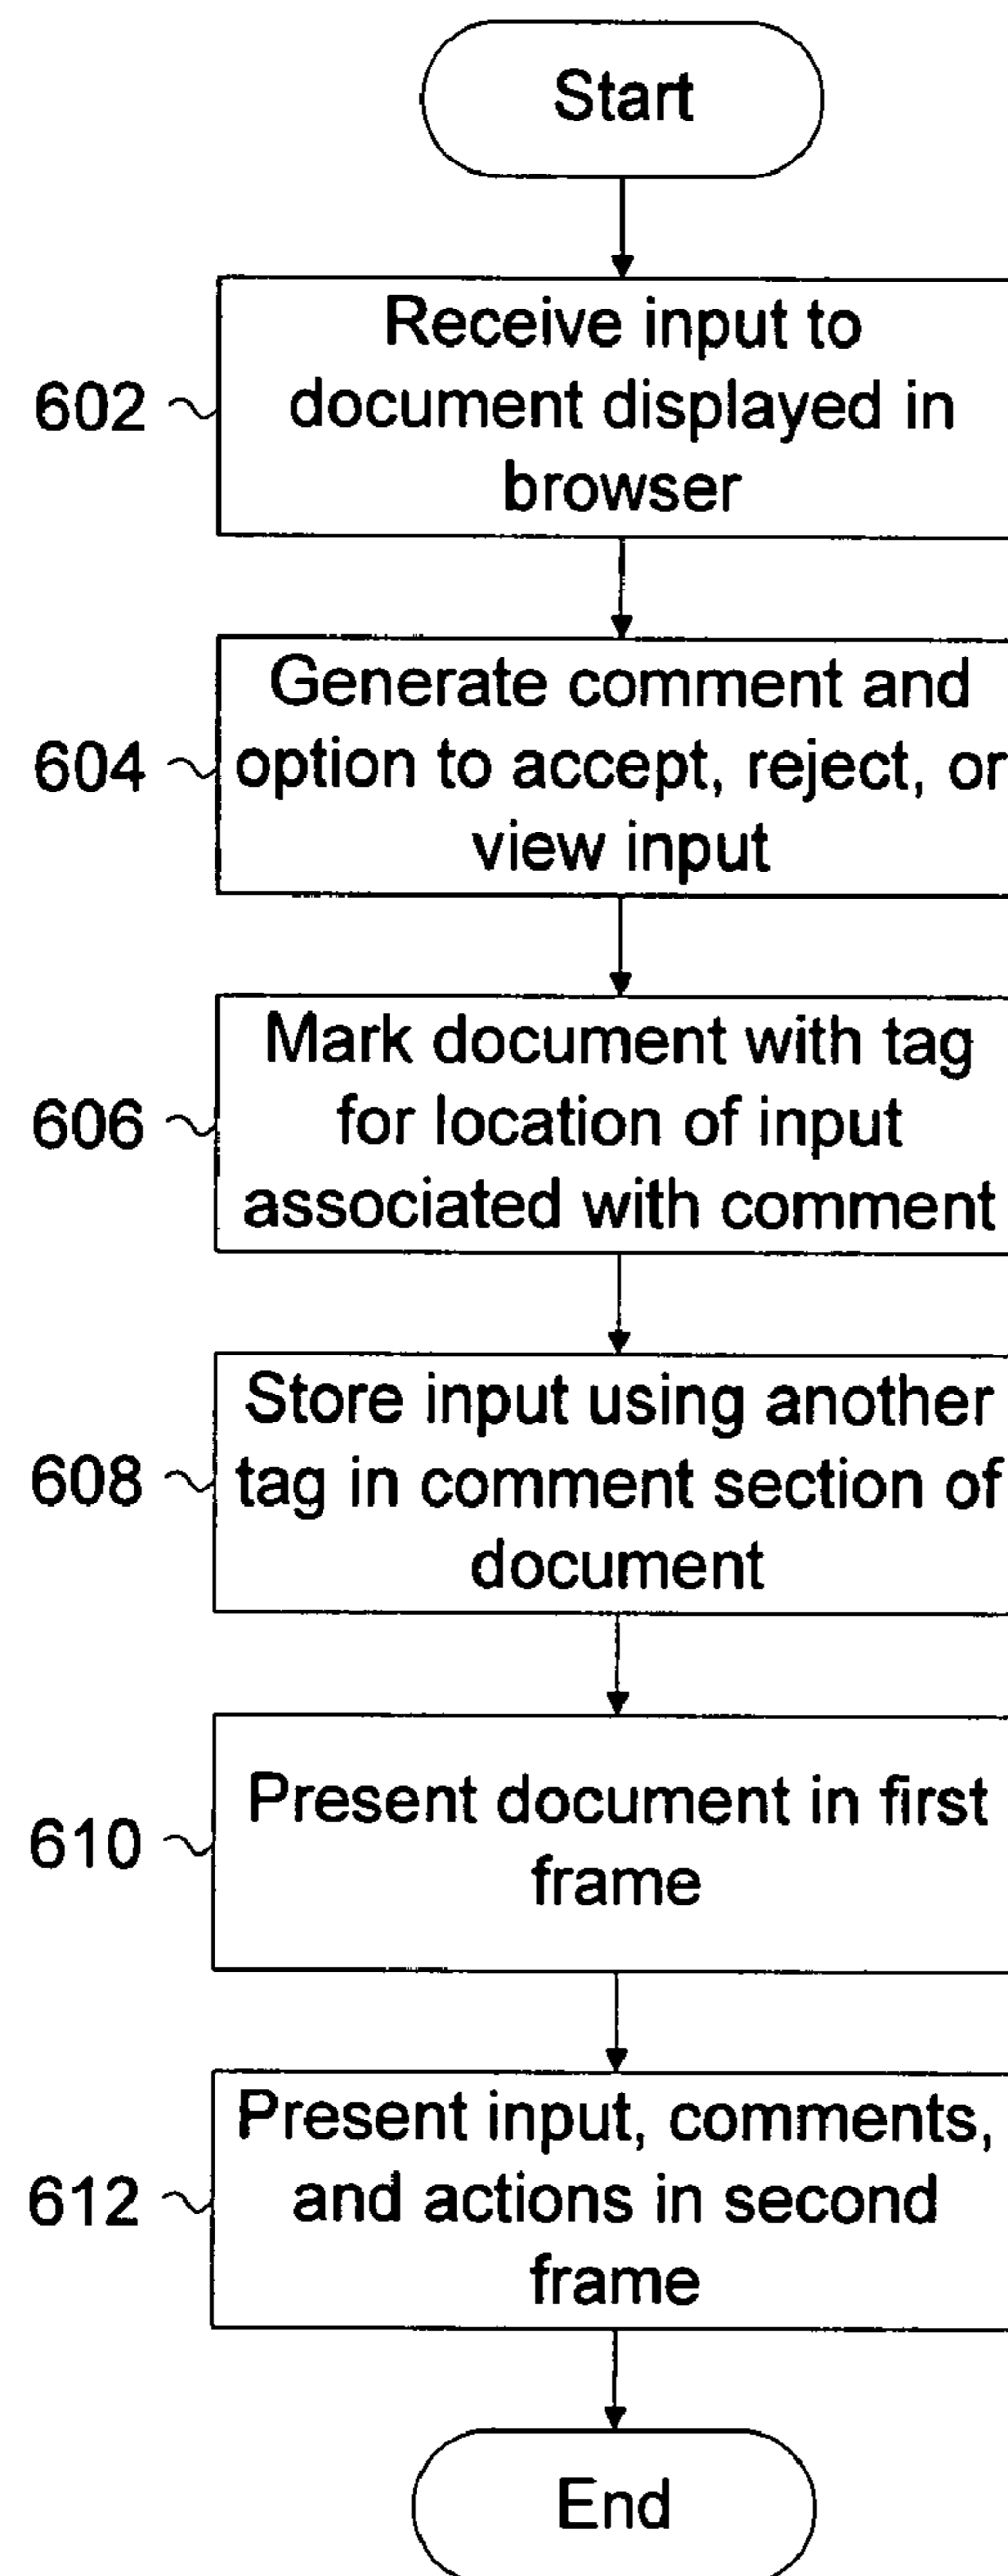 Start
Receive input to
document displayed in
browser
602
Generate comment and
option to accept, reject, or
view input
604
Mark document with tag
for location of input
associated with comment
606
Store input using another
tag in comment section of
document
608
Present document in first
frame
610
Present input, comments,
and actions in second
frame
612
End